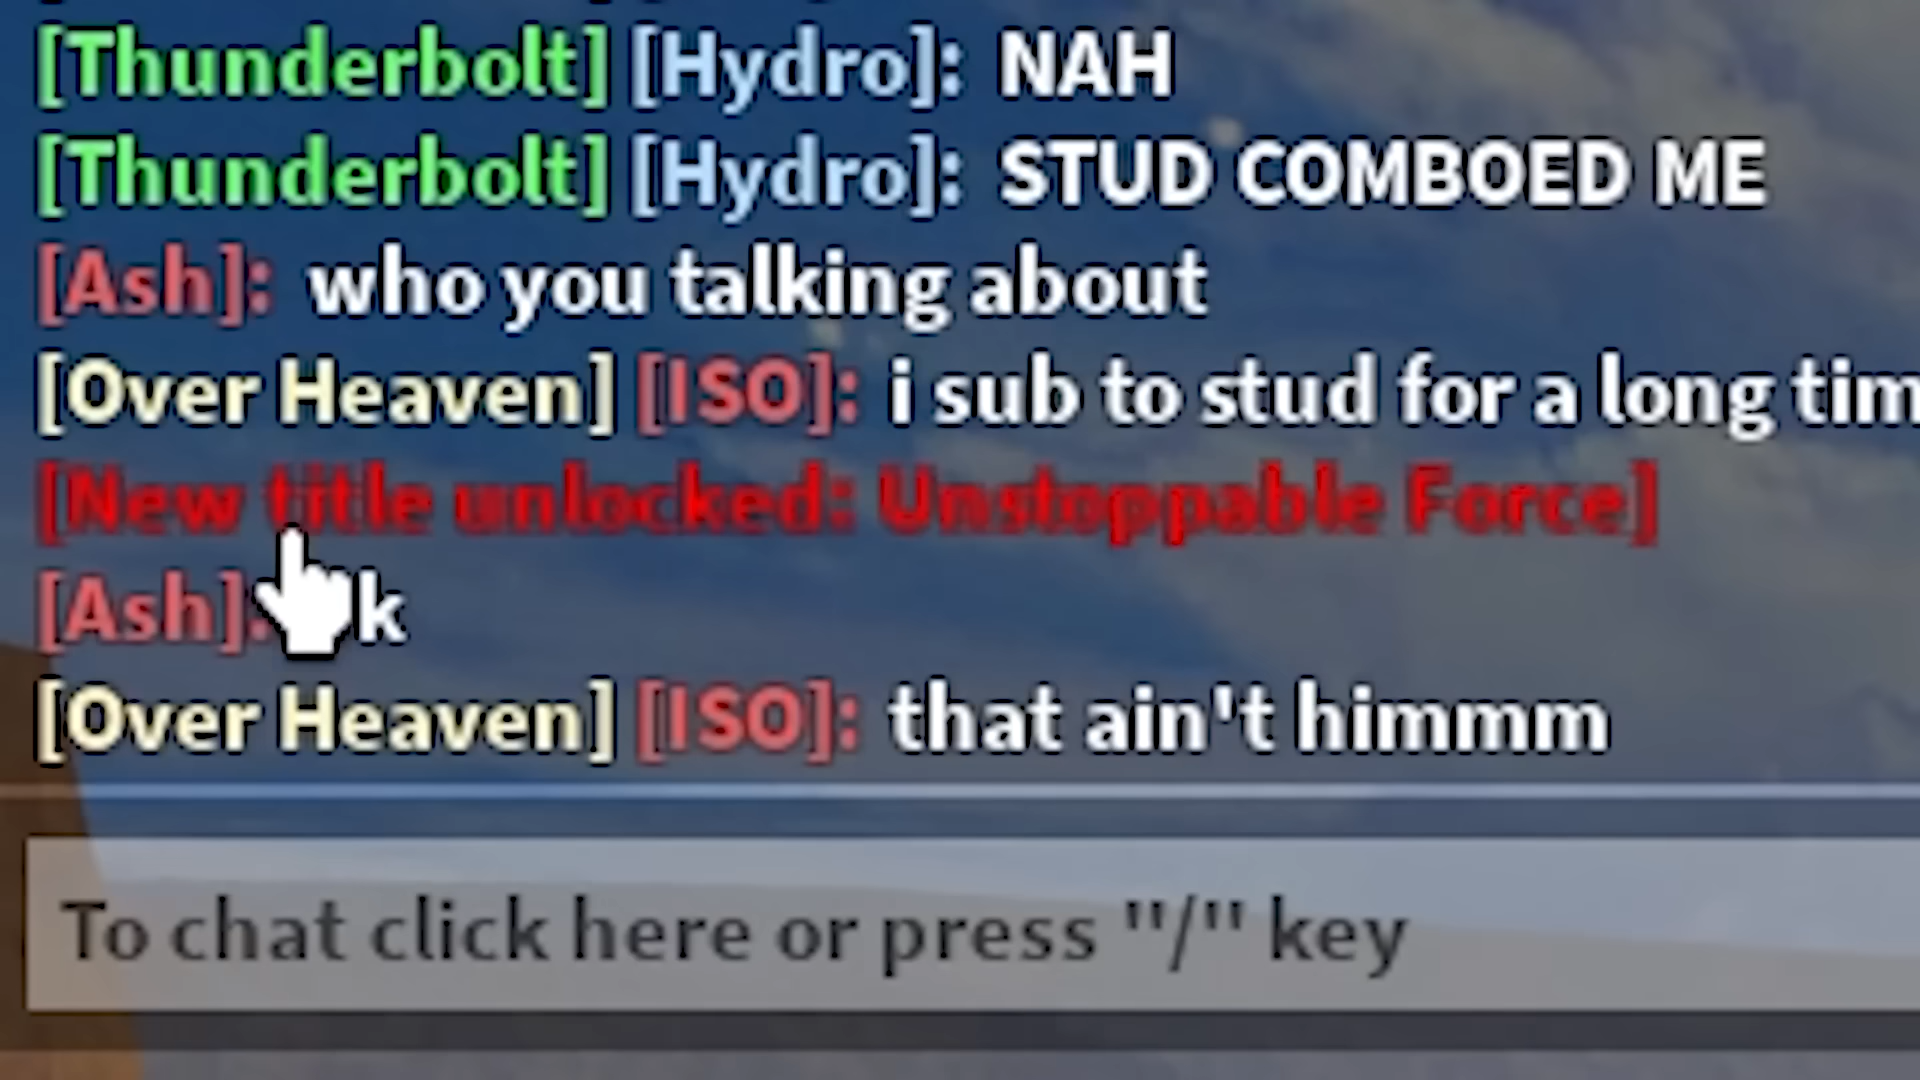 [Thunderbolt] [Hydro]: NAH
[Thunderbolt] [Hydro]: STUD COMBOED ME
[Ash]: who you talking about
[Over Heaven] [ISO]: i sub to stud for a long
[New title unlocked: Unstoppable Force]
[Ash]:
[Over Heaven] [ISO]: that ain't himmm
To chat click here or press "/" key